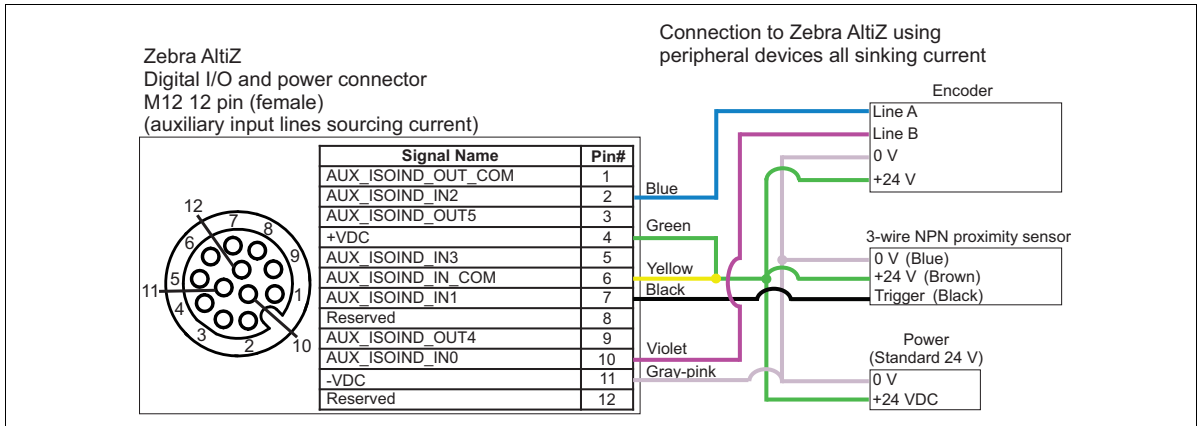 Zebra AltiZ
Digital I/O and power connector
M12 12 pin (female)
(auxiliary input lines sourcing current)
Connection to Zebra AltiZ using
peripheral devices all sinking current
Signal Name Pin#
AUX_ISOIND_OUT_COM 1
AUX_ISOIND_IN2 2
AUX_ISOIND_OUT5 3
+VDC 4
AUX_ISOIND_IN3 5
AUX_ISOIND_IN_COM 6
AUX_ISOIND_IN1 7
Reserved 8
AUX_ISOIND_OUT4 9
AUX_ISOIND_IN0 10
-VDC 11
Reserved 12
12
7
8
6
9
5
11
1
4
3
2
10
Blue
Green
Yellow
Black
Violet
Gray-pink
Encoder
Line A
Line B
0 V
+24 V
3-wire NPN proximity sensor
0 V (Blue)
+24 V (Brown)
Trigger (Black)
Power
(Standard 24 V)
0 V
+24 VDC